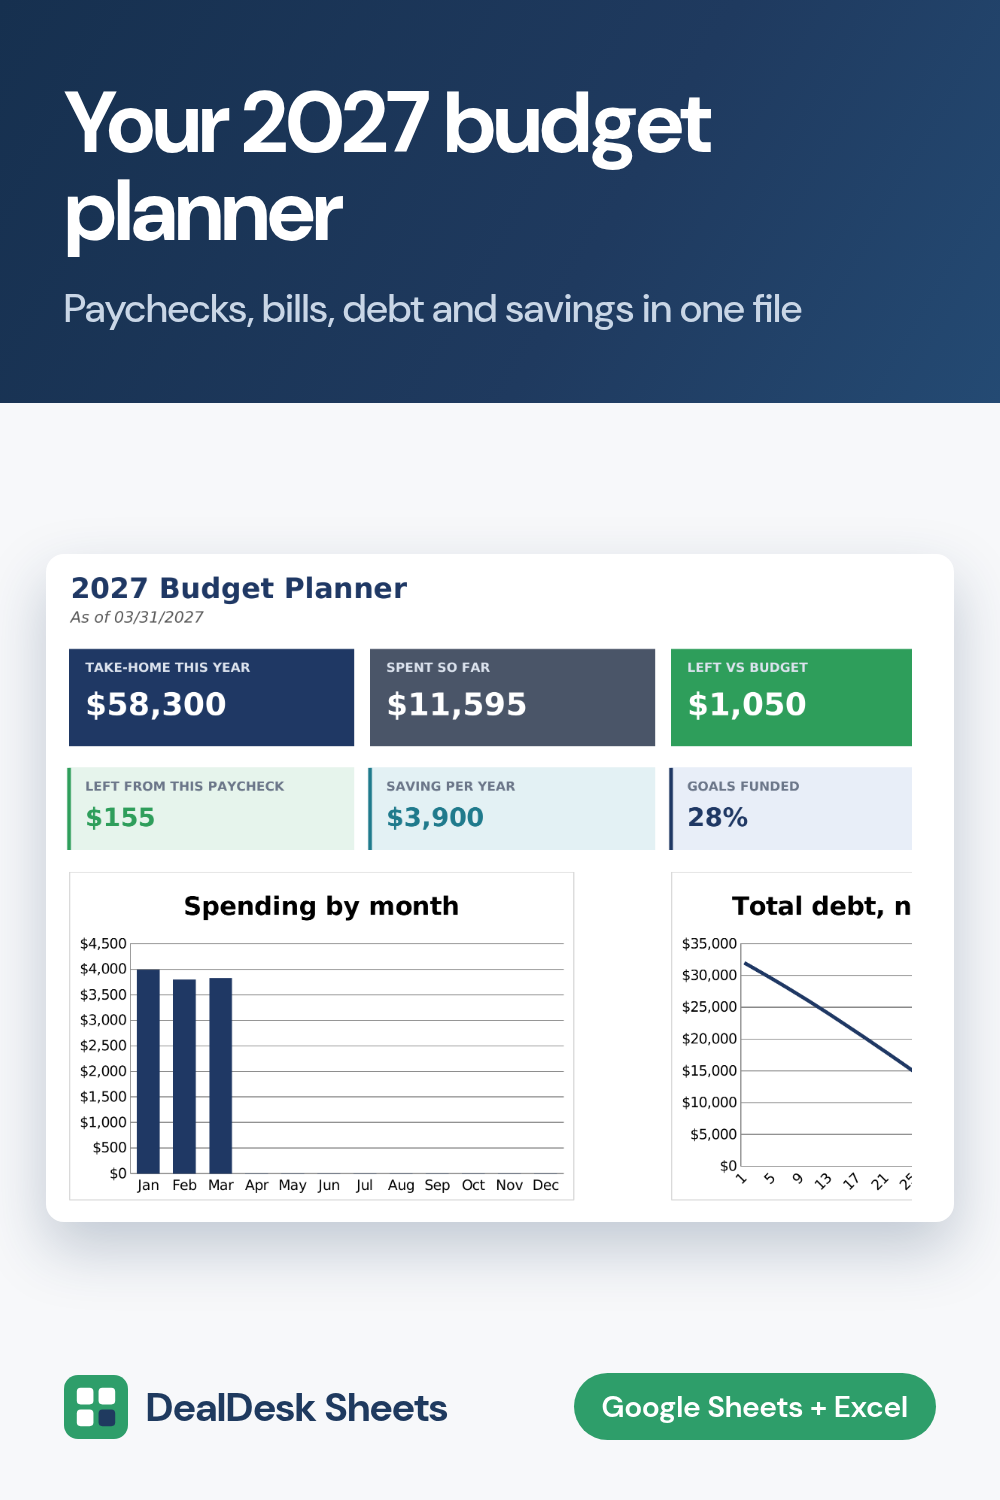 Your 2027 budget
planner
Paychecks, bills, debt and savings in one file
2027 Budget Planner
As of 03/31/2027
TAKE-HOME THIS YEAR
$58,300
SPENT SO FAR
$11,595
LEFT VS BUDGET
$1,050
LEFT FROM THIS PAYCHECK
$155
SAVING PER YEAR
$3,900
GOALS FUNDED
28%
Spending by month
$4,500
$4,000
$3,500
$3,000
$2,500
$2,000
$1,500
$1,000
$500
$0
Jan Feb Mar Apr May Jun Jul Aug Sep Oct Nov Dec
Total debt, n
$35,000
$30,000
$25,000
$20,000
$15,000
$10,000
$5,000
$0
1 5 9 13 17 21 25
DealDesk Sheets
Google Sheets + Excel